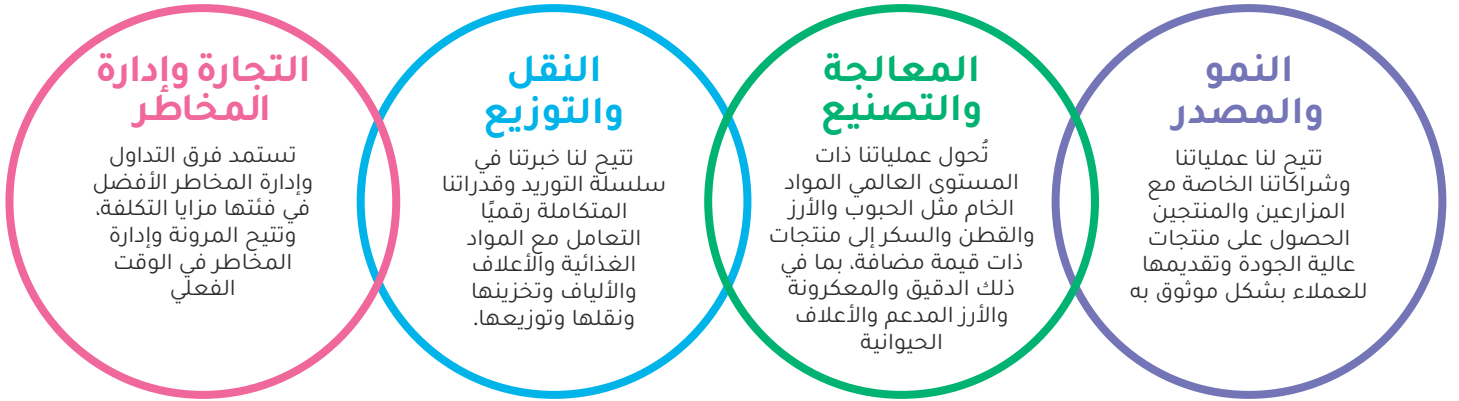 النمو
والمصدر
تتيح لنا عملياتنا
وشراكاتنا الخاصة مع
المزارعين والمنتجين
الحصول على منتجات
عالية الجودة وتقديمها
للعملاء بشكل موثوق به
المعالجة
والتصنيع
تُحول عملياتنا ذات
المستوى العالمي المواد
الخام مثل الحبوب والأرز
والقطن والسكر إلى منتجات
ذات قيمة مضافة، بما في
ذلك الدقيق والمعكرونة
والأرز المدعم والأعلاف
الحيوانية
النقل
والتوزيع
تتيح لنا خبرتنا في
سلسلة التوريد وقدراتنا
المتكاملة رقميًا
التعامل مع المواد
الغذائية والأعلاف
والألياف وتخزينها
ونقلها وتوزيعها.
التجارة وإدارة
المخاطر
تستمد فرق التداول
وإدارة المخاطر الأفضل
في فئتها مزايا التكلفة،
وتتيح المرونة وإدارة
المخاطر في الوقت
الفعلي